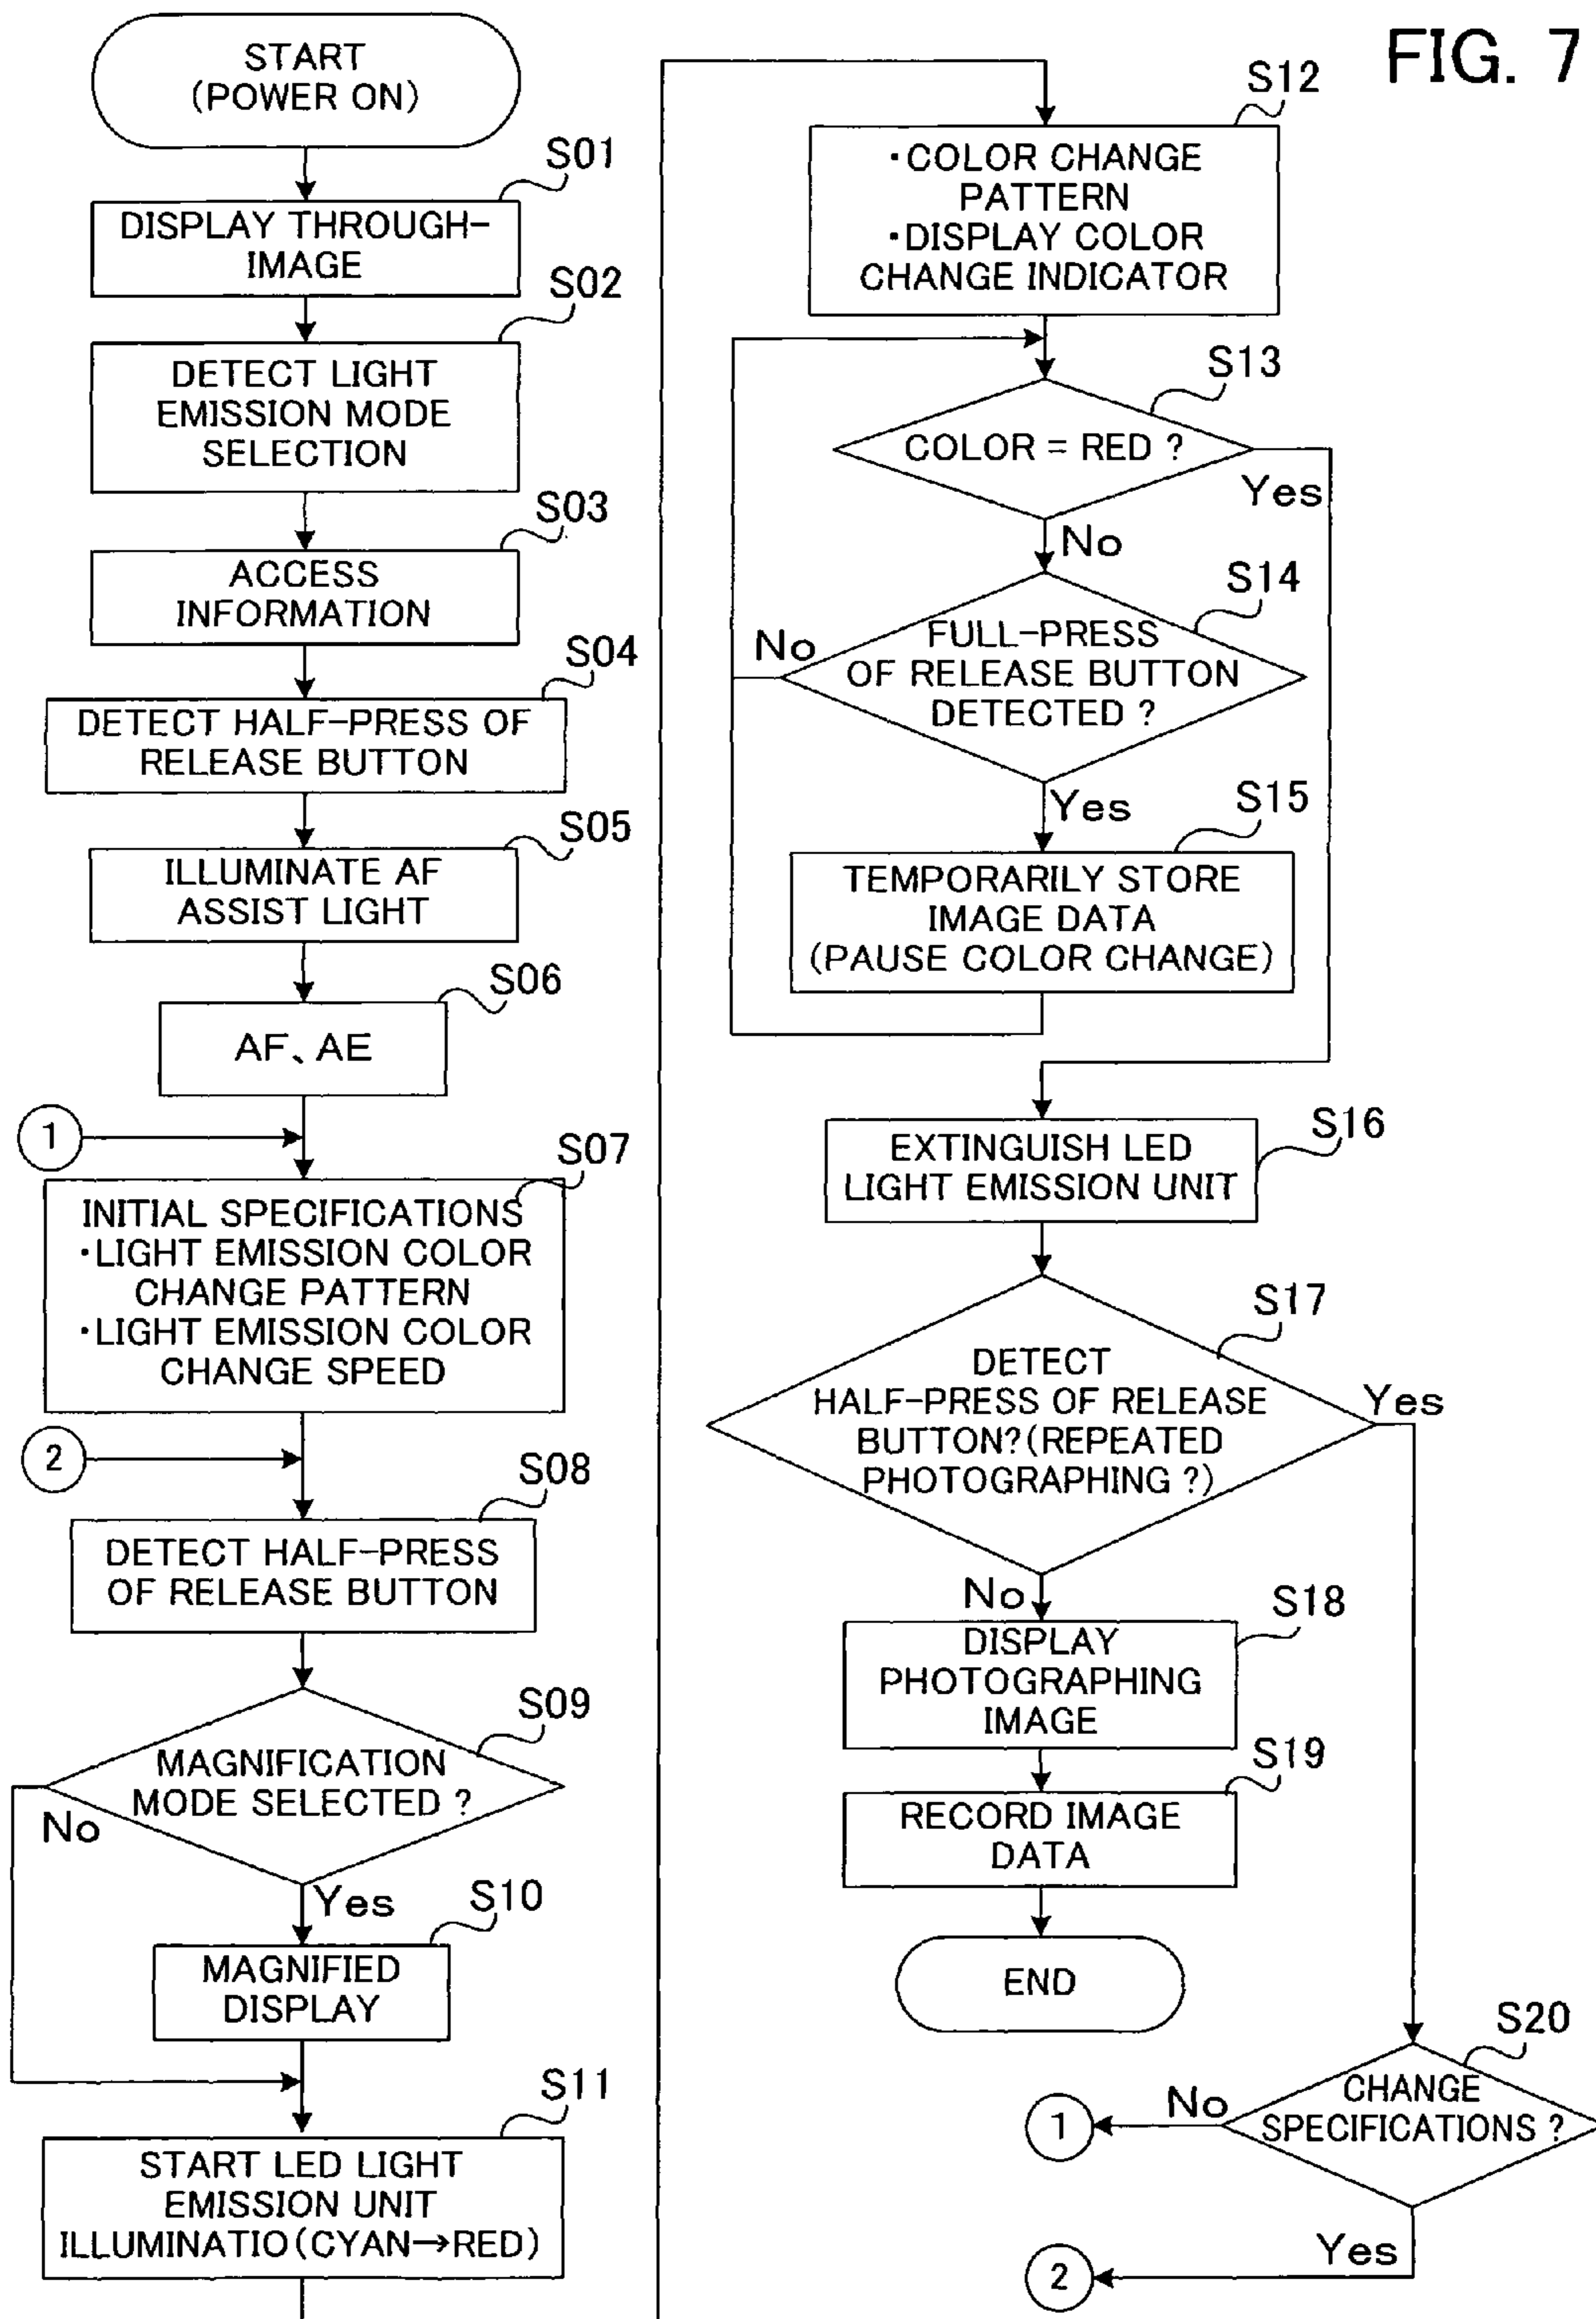 FIG. 7
START
(POWER ON)
S01
DISPLAY THROUGH-
IMAGE
S02
DETECT LIGHT
EMISSION MODE
SELECTION
S03
ACCESS
INFORMATION
S04
DETECT HALF-PRESS OF
RELEASE BUTTON
S05
ILLUMINATE AF
ASSIST LIGHT
S06
AF、AE
1
S07
INITIAL SPECIFICATIONS
・LIGHT EMISSION COLOR
CHANGE PATTERN
・LIGHT EMISSION COLOR
CHANGE SPEED
2
S08
DETECT HALF-PRESS
OF RELEASE BUTTON
S09
MAGNIFICATION
MODE SELECTED ?
No
Yes
S10
MAGNIFIED
DISPLAY
S11
START LED LIGHT
EMISSION UNIT
ILLUMINATIO(CYAN→RED)
S12
・COLOR CHANGE
PATTERN
・DISPLAY COLOR
CHANGE INDICATOR
S13
COLOR = RED ?
Yes
No
S14
FULL-PRESS
OF RELEASE BUTTON
DETECTED ?
No
Yes
S15
TEMPORARILY STORE
IMAGE DATA
(PAUSE COLOR CHANGE)
S16
EXTINGUISH LED
LIGHT EMISSION UNIT
S17
DETECT
HALF-PRESS OF RELEASE
BUTTON?(REPEATED
PHOTOGRAPHING ?)
Yes
No
S18
DISPLAY
PHOTOGRAPHING
IMAGE
S19
RECORD IMAGE
DATA
END
S20
CHANGE
SPECIFICATIONS ?
No
1
Yes
2